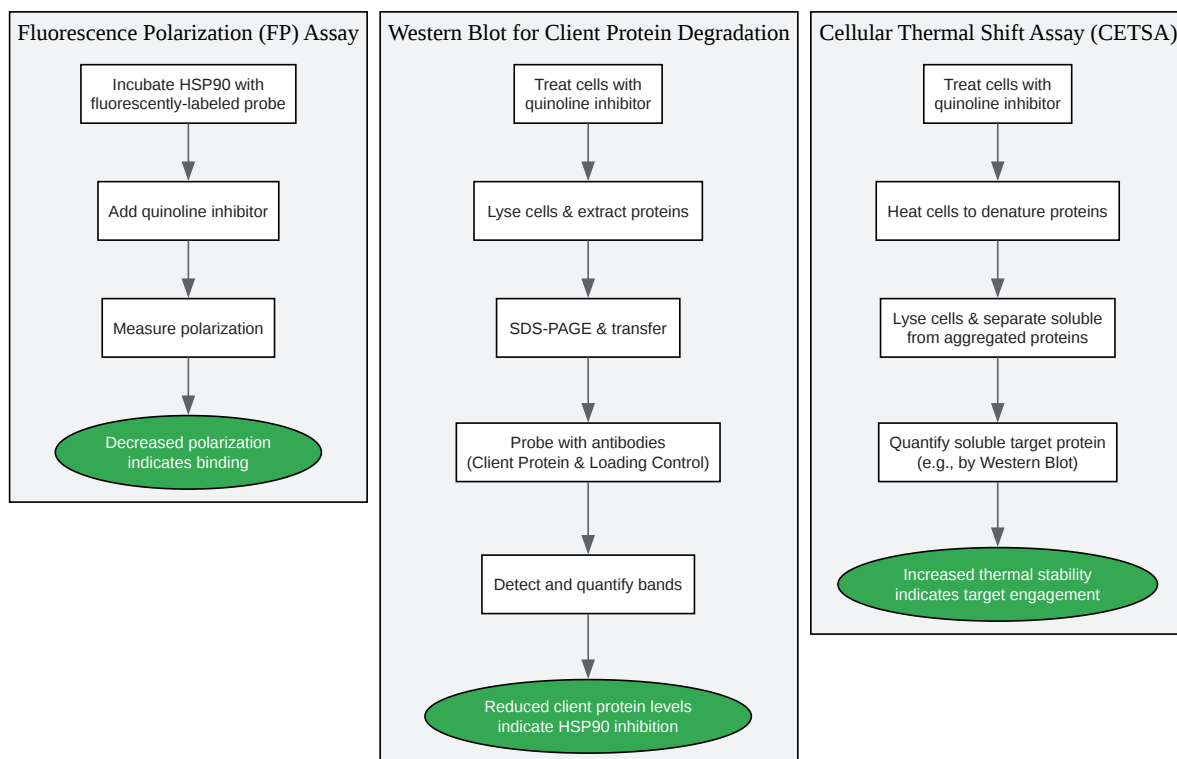 Fluorescence Polarization (FP) Assay
Incubate HSP90 with
fluorescently-labeled probe
Add quinoline inhibitor
Measure polarization
Decreased polarization
indicates binding
Western Blot for Client Protein Degradation
Treat cells with
quinoline inhibitor
Lyse cells & extract proteins
SDS-PAGE & transfer
Probe with antibodies
(Client Protein & Loading Control)
Detect and quantify bands
Reduced client protein levels
indicate HSP90 inhibition
Cellular Thermal Shift Assay (CETSA)
Treat cells with
quinoline inhibitor
Heat cells to denature proteins
Lyse cells & separate soluble
from aggregated proteins
Quantify soluble target protein
(e.g., by Western Blot)
Increased thermal stability
indicates target engagement